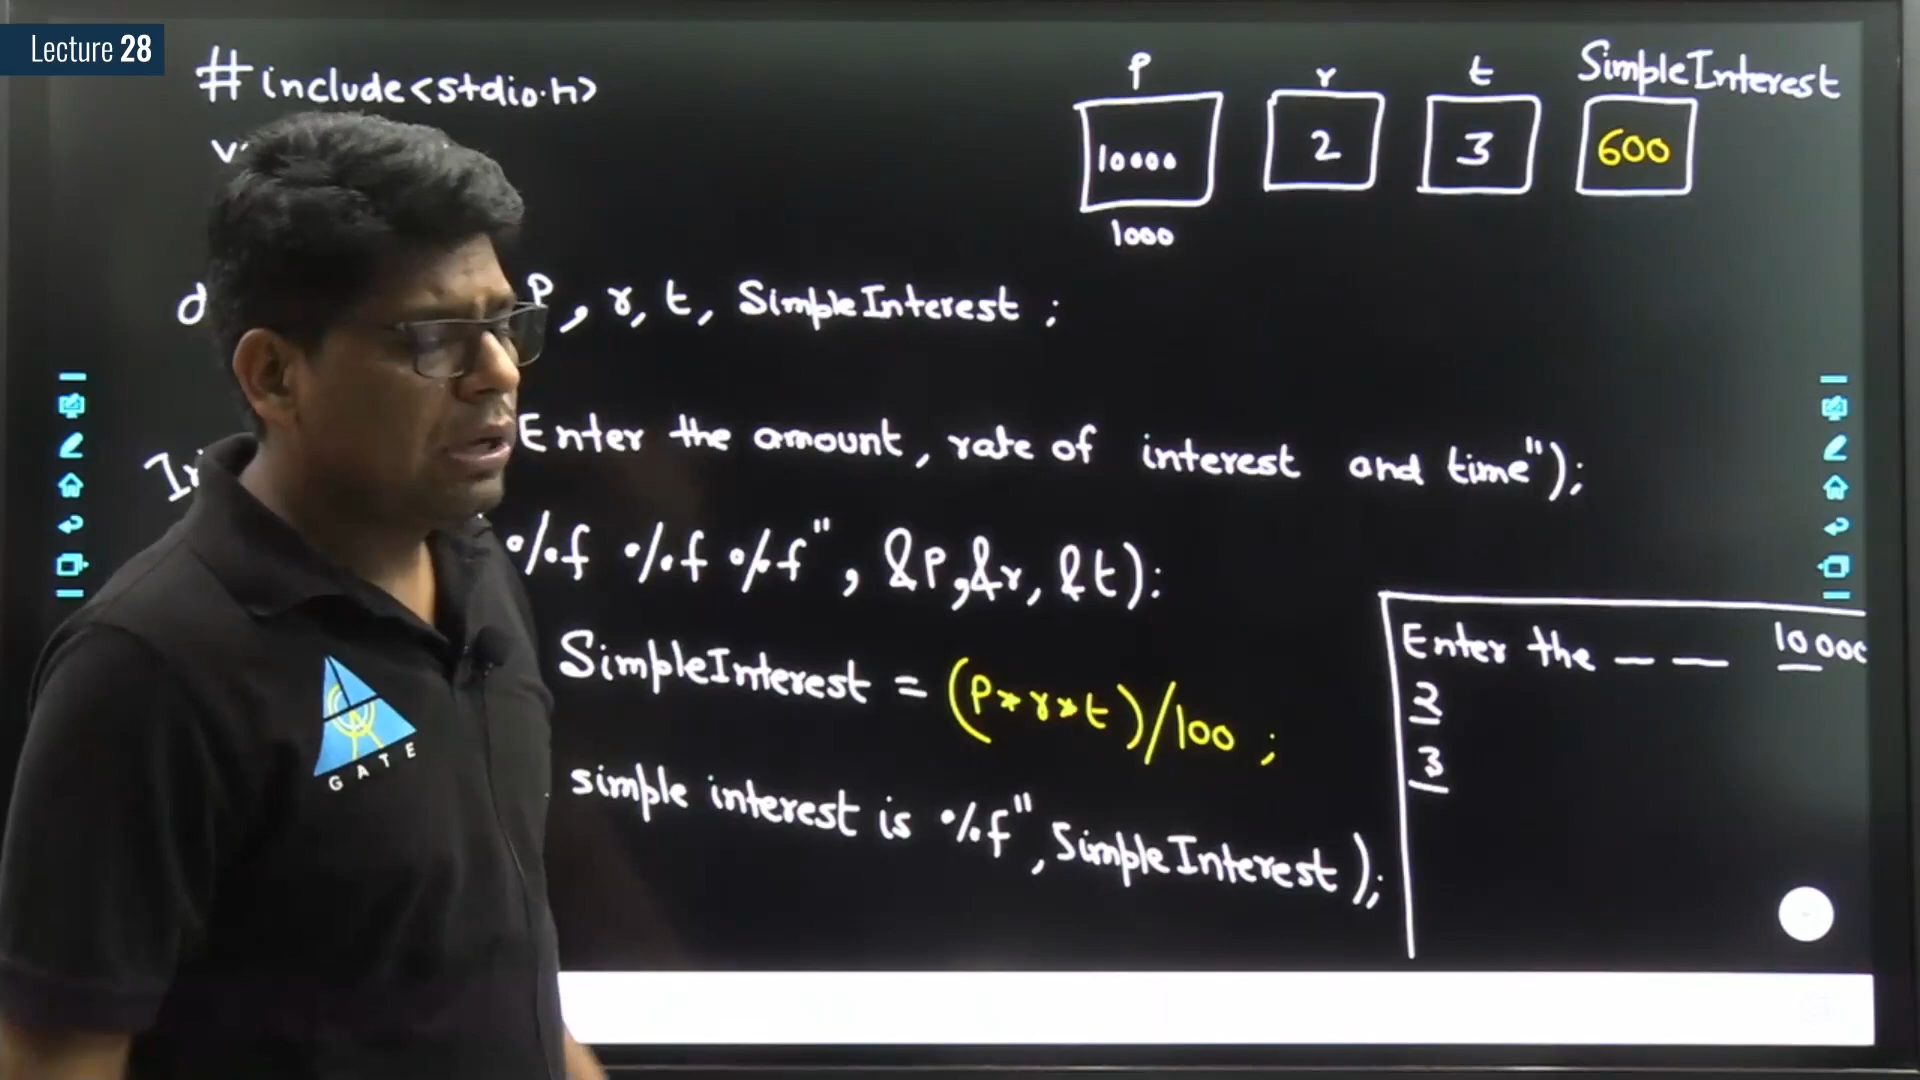 Lecture 28
#include<stdio.h>
P r t SimpleInterest
10000 2 3 600
1000
P, r, t, SimpleInterest ;
Enter the amount, rate of interest and time");
%f %f %f", &P,&r, &t);
SimpleInterest = (P*r*t)/100 ;
simple interest is %f", SimpleInterest);
Enter the — — 10000
2
3
GATE